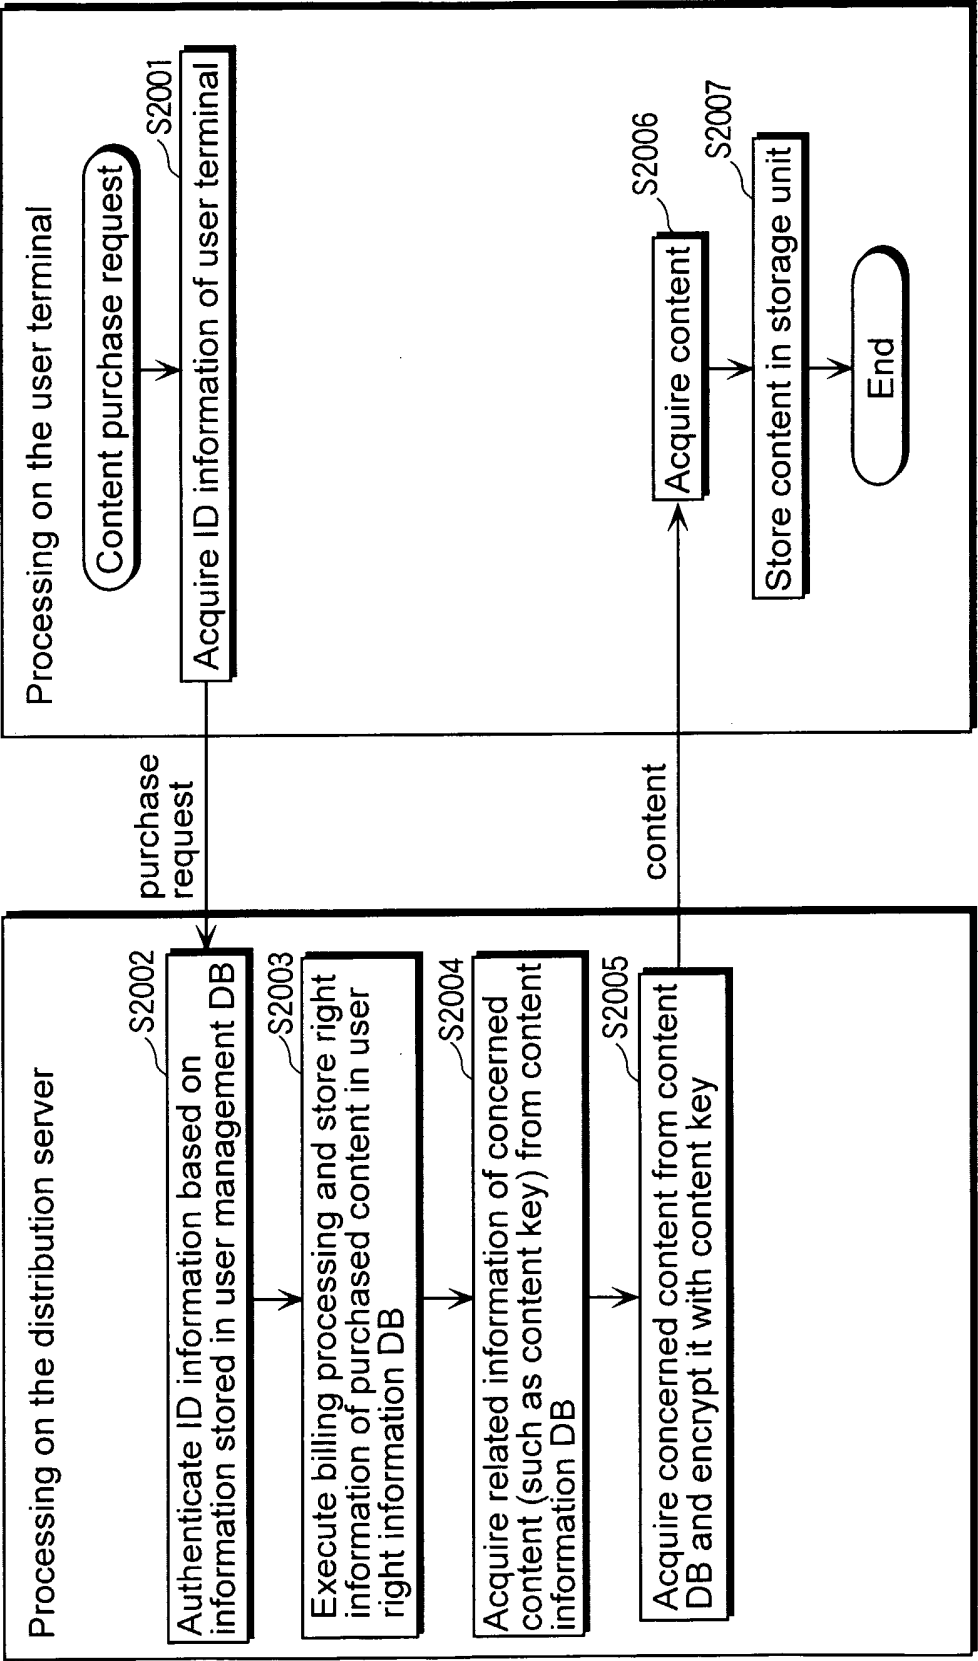 Processing on the distribution server
S2002
Authenticate ID information based on
information stored in user management DB
S2003
Execute billing processing and store right
information of purchased content in user
right information DB
S2004
Acquire related information of concerned
content (such as content key) from content
information DB
S2005
Acquire concerned content from content
DB and encrypt it with content key
purchase
request
content
Processing on the user terminal
Content purchase request
S2001
Acquire ID information of user terminal
S2006
Acquire content
S2007
Store content in storage unit
End